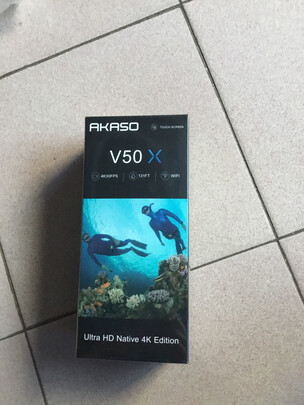 AKASO
TOUCH SCREEN
V50 X
4K30FPS
131FT
WIFI
Ultra HD Native 4K Edition